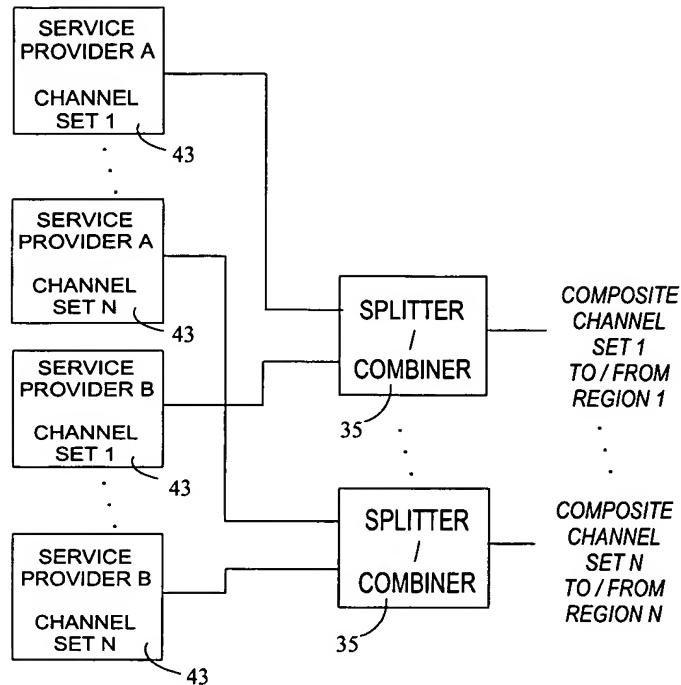 SERVICE
PROVIDER A
CHANNEL
SET 1
43
SERVICE
PROVIDER A
CHANNEL
SET N
43
SERVICE
PROVIDER B
CHANNEL
SET 1
43
SERVICE
PROVIDER B
CHANNEL
SET N
43
SPLITTER
/
COMBINER
35
SPLITTER
/
COMBINER
35
COMPOSITE
CHANNEL
SET 1
TO / FROM
REGION 1
COMPOSITE
CHANNEL
SET N
TO / FROM
REGION N